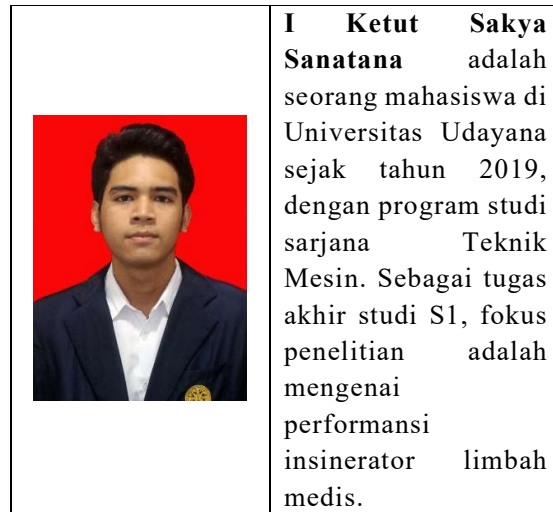 I Ketut Sakya
Sanatana adalah
seorang mahasiswa di
Universitas Udayana
sejak tahun 2019,
dengan program studi
sarjana Teknik
Mesin. Sebagai tugas
akhir studi S1, fokus
penelitian adalah
mengenai
performansi
insinerator limbah
medis.